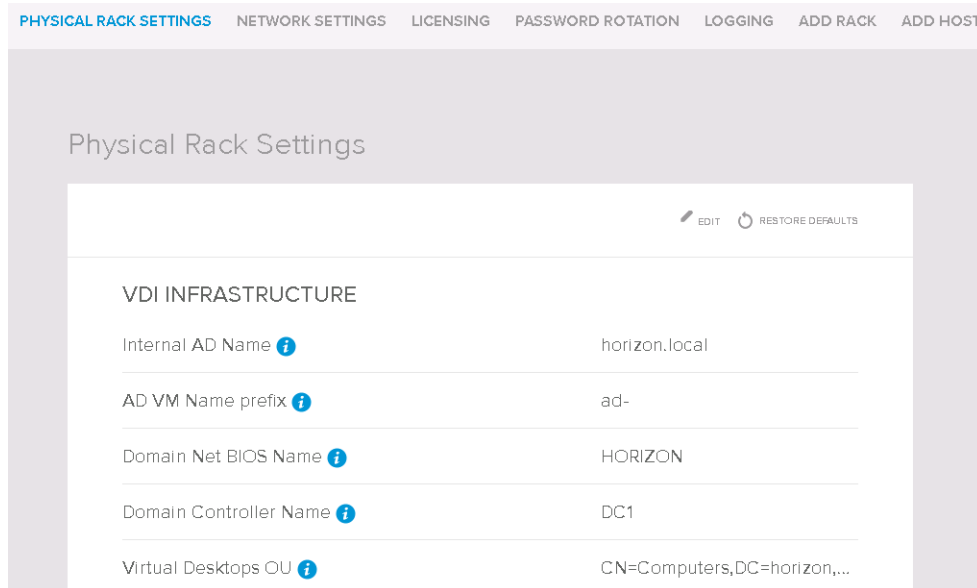 PHYSICAL RACK SETTINGS NETWORK SETTINGS LICENSING PASSWORD ROTATION LOGGING ADD RACK ADD HOST
Physical Rack Settings
EDIT RESTORE DEFAULTS
VDI INFRASTRUCTURE
Internal AD Name i horizon.local
AD VM Name prefix i ad-
Domain Net BIOS Name i HORIZON
Domain Controller Name i DC1
Virtual Desktops OU i CN=Computers,DC=horizon,...